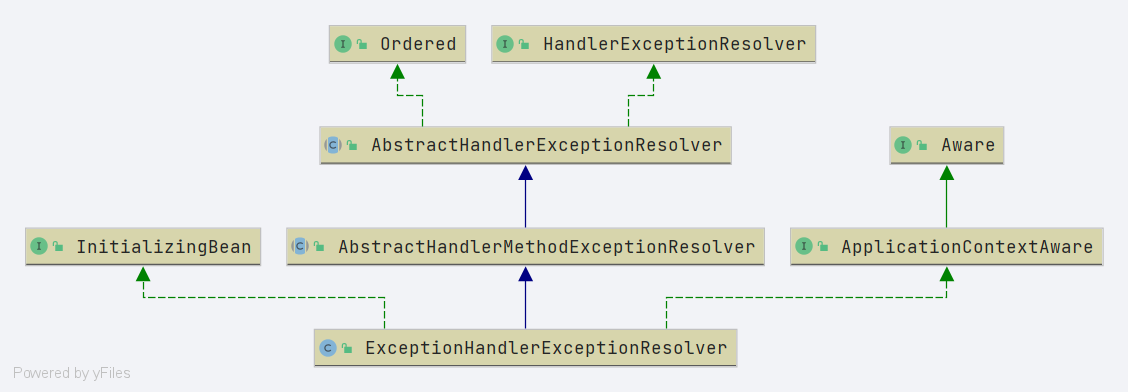 I Ordered
I HandlerExceptionResolver
C AbstractHandlerExceptionResolver
I Aware
I InitializingBean
C AbstractHandlerMethodExceptionResolver
I ApplicationContextAware
C ExceptionHandlerExceptionResolver
Powered by yFiles